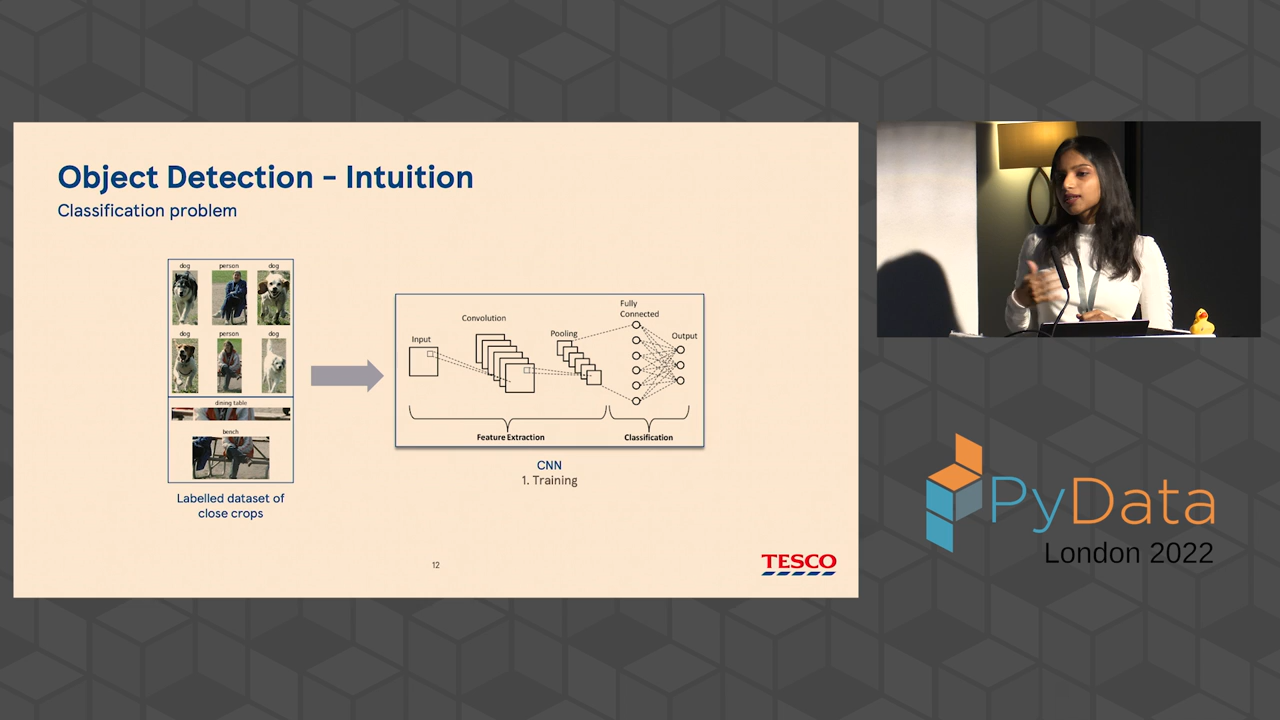 Object Detection – Intuition
Classification problem
dog
person
dog
dog
person
dog
dining table
bench
Labelled dataset of
close crops
Input
Convolution
Pooling
Fully
Connected
Output
Feature Extraction
Classification
CNN
1. Training
12
TESCO
PyData
London 2022